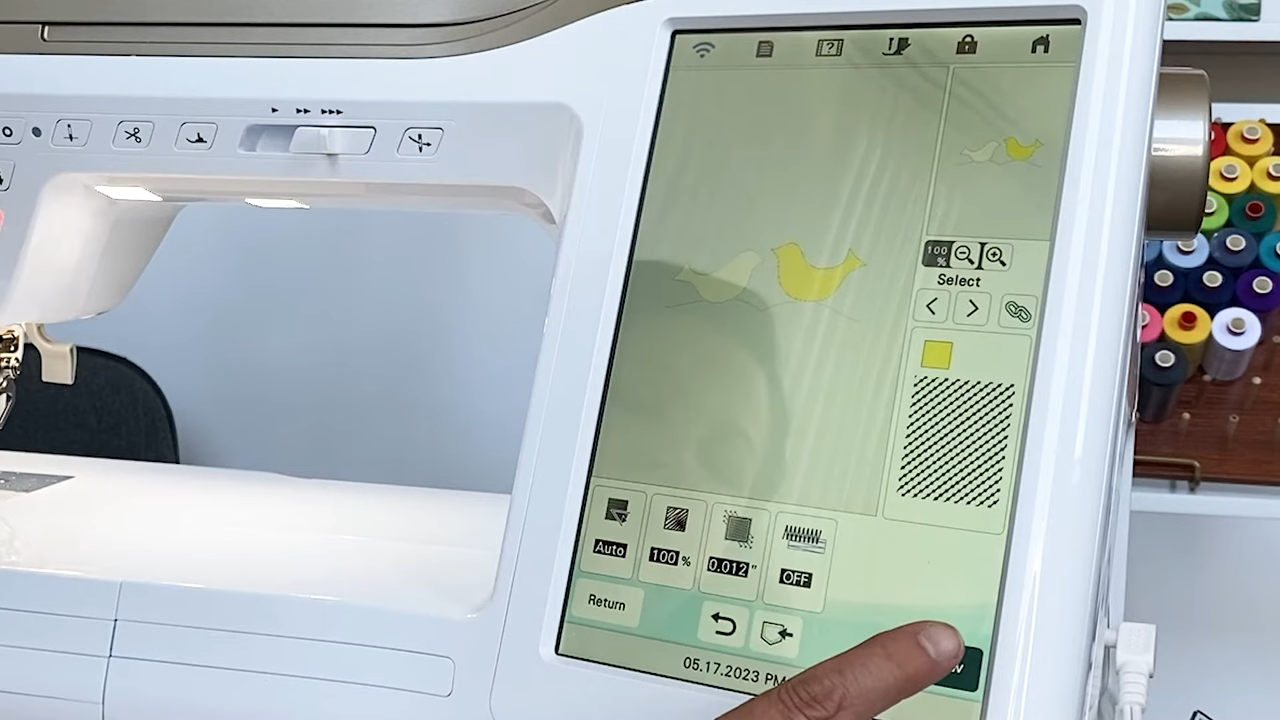 100
%
Select
Auto
100 %
0.012"
OFF
Return
05.17.2023 PM